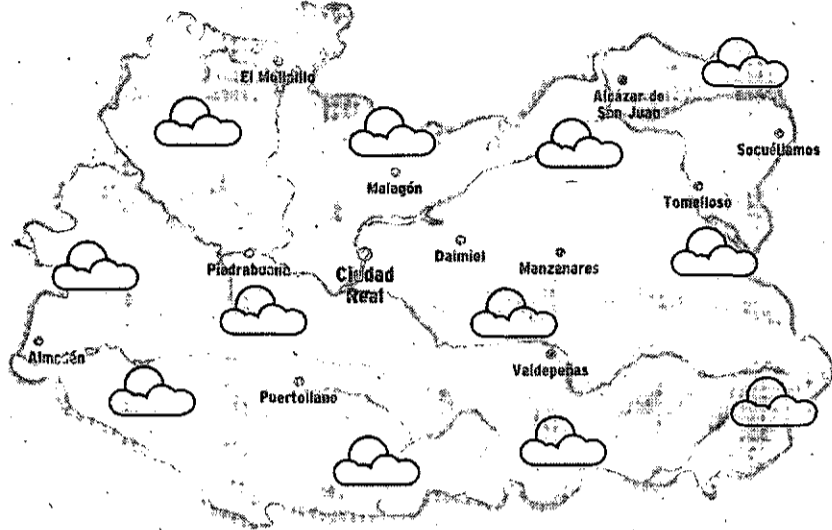 El Molinillo
Alcázar de
San Juan
Socuéllamos
Malagón
Tomelloso
Piedrabuena
Ciudad
Real
Daimiel
Manzanares
Almadén
Valdepeñas
Puertollano